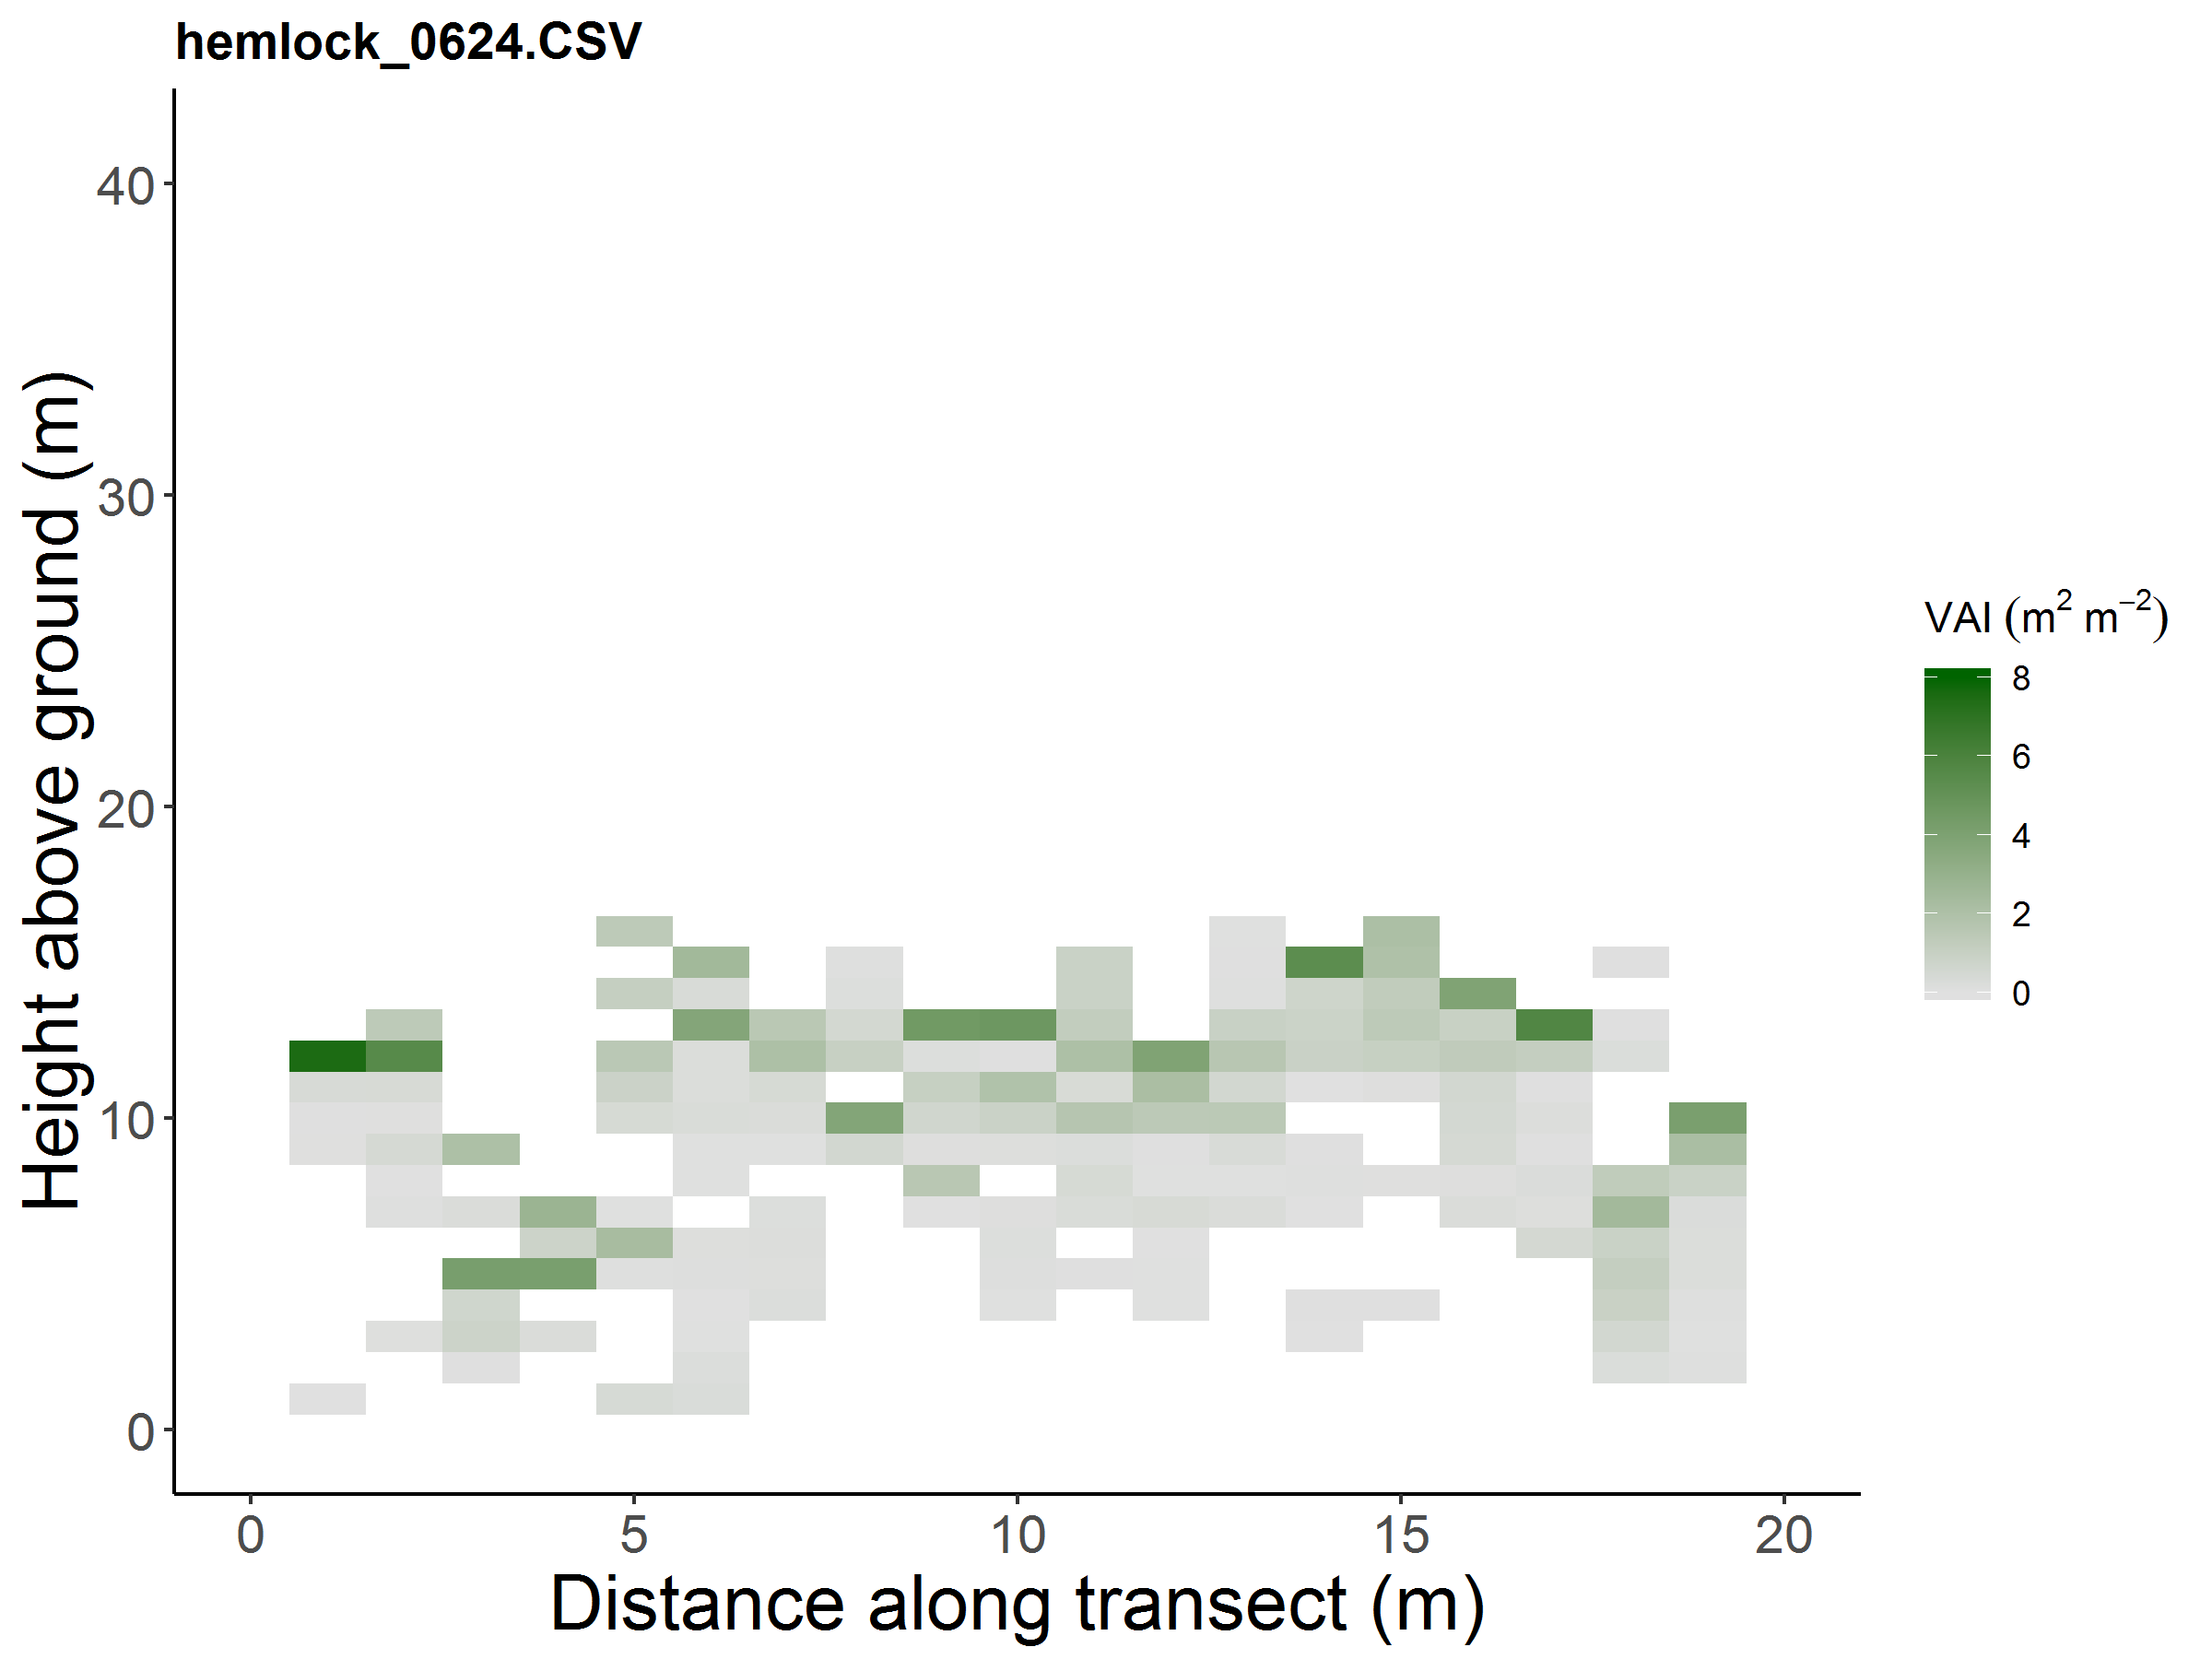 hemlock_0624.CSV
Height above ground (m)
40
30
20
10
0
0 5 10 15 20
Distance along transect (m)
VAI (m² m⁻²)
8
6
4
2
0